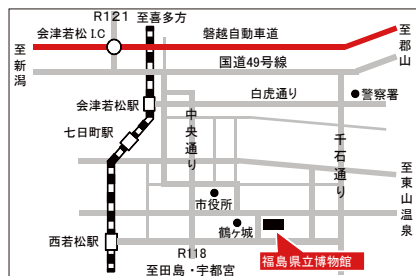 R121
至喜多方
会津若松 I.C
磐越自動車道
至郡山
至新潟
国道49号線
会津若松駅
白虎通り
警察署
七日町駅
中央通り
千石通り
市役所
至東山温泉
鶴ヶ城
西若松駅
R118
福島県立博物館
至田島・宇都宮